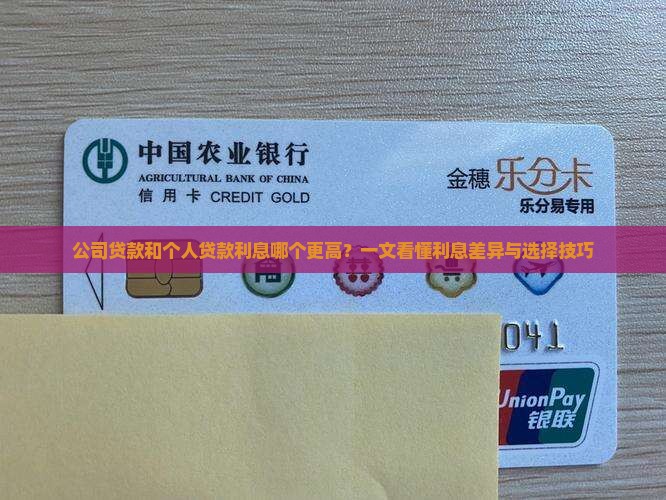 中国农业银行
AGRICULTURAL BANK OF CHINA
信用卡 CREDIT GOLD
金穗 乐分卡
乐分易专用
公司贷款和个人贷款利息哪个更高？一文看懂利息差异与选择技巧
041
UnionPay
银联